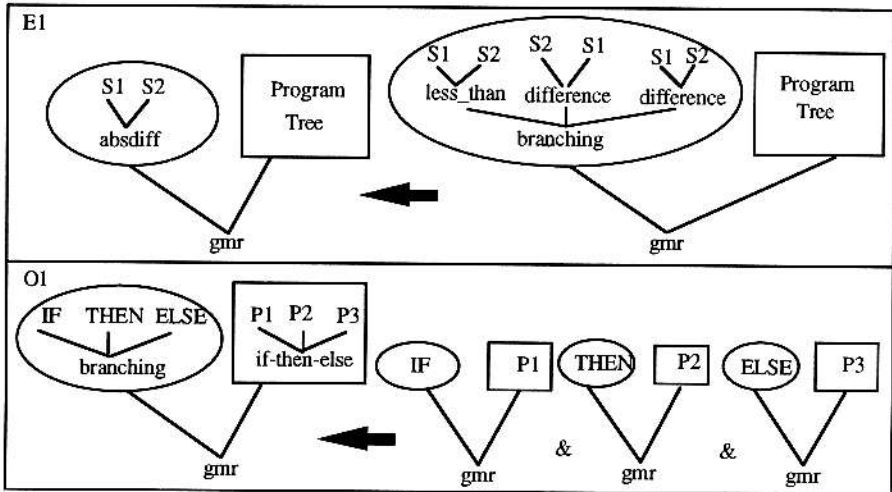 E1
S1 S2
absdiff
Program
Tree
gmr
S1 S2 S2 S1 S1 S2
less_than difference difference
branching
Program
Tree
gmr
O1
IF THEN ELSE
branching
P1 P2 P3
if-then-else
gmr
IF P1 THEN P2 ELSE P3
& &
gmr gmr gmr